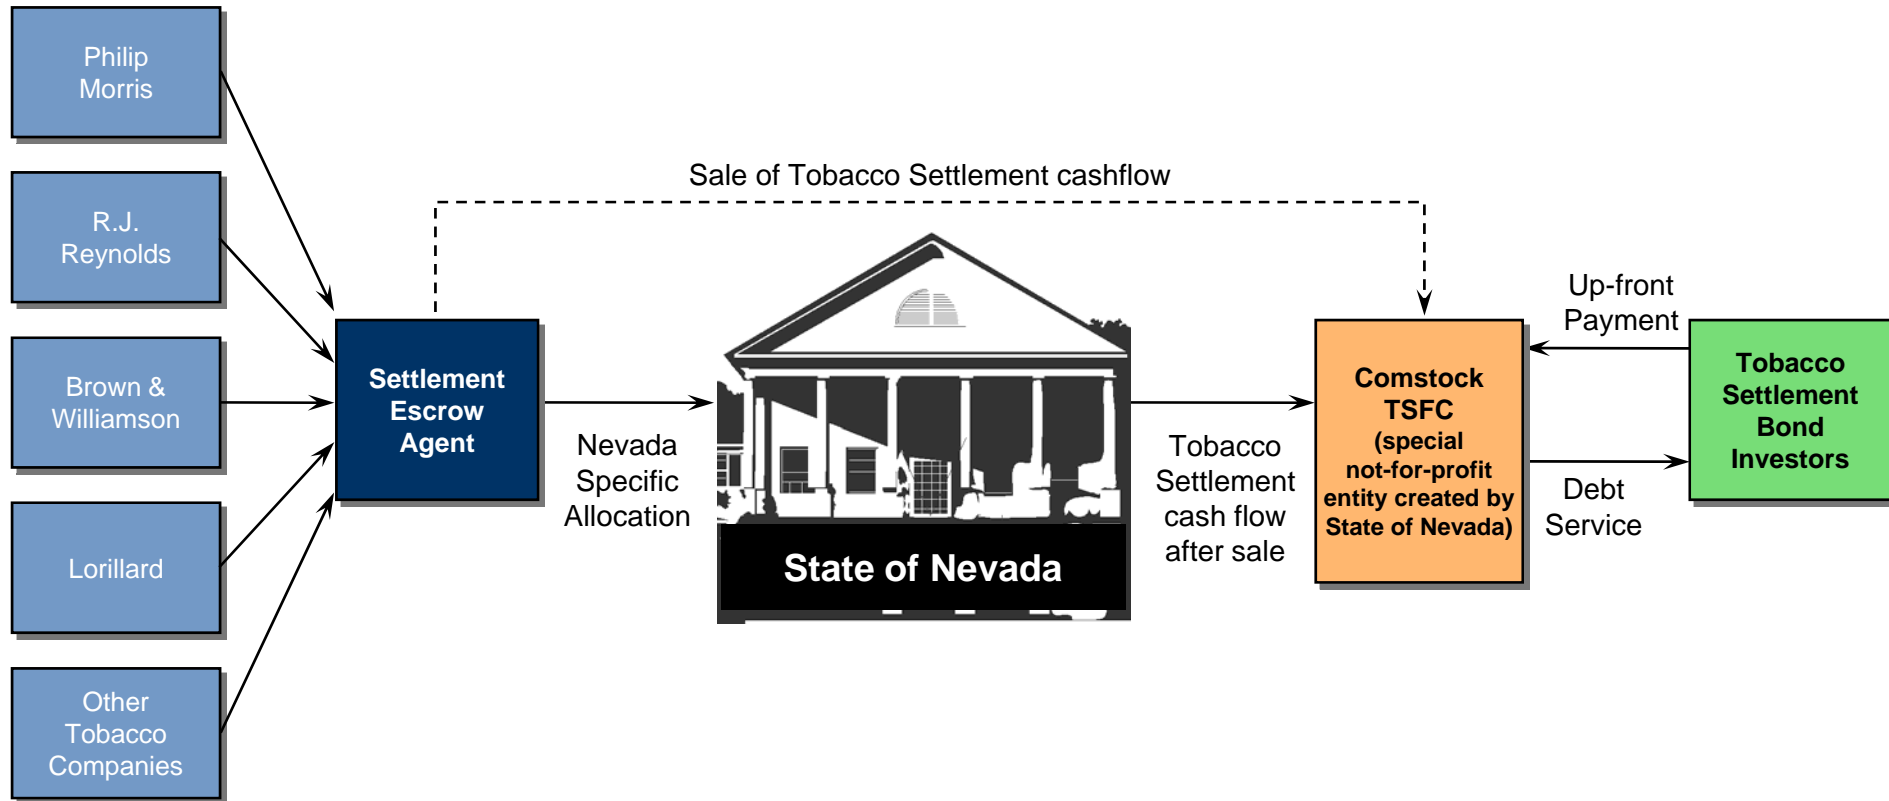 Philip
Morris
R.J.
Reynolds
Brown &
Williamson
Lorillard
Other
Tobacco
Companies
Settlement
Escrow
Agent
Sale of Tobacco Settlement cashflow
Nevada
Specific
Allocation
State of Nevada
Tobacco
Settlement
cash flow
after sale
Comstock
TSFC
(special
not-for-profit
entity created by
State of Nevada)
Up-front
Payment
Debt
Service
Tobacco
Settlement
Bond
Investors